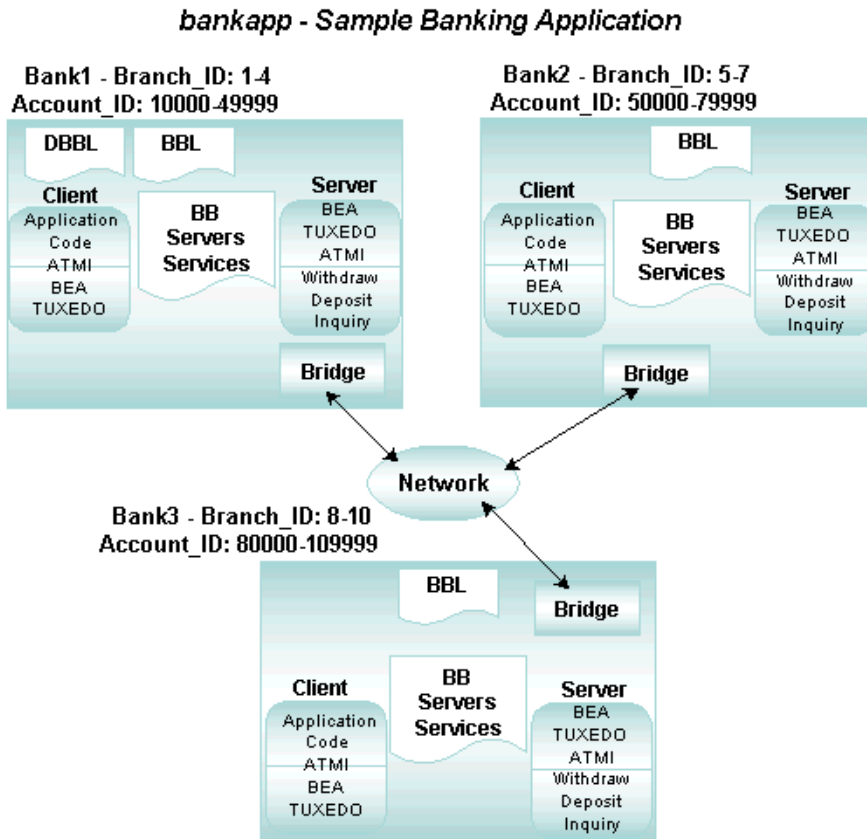 bankapp - Sample Banking Application
Bank1 - Branch_ID: 1-4
Account_ID: 10000-49999
DBBL
BBL
Client
Application
Code
ATMI
BEA
TUXEDO
BB
Servers
Services
Server
BEA
TUXEDO
ATMI
Withdraw
Deposit
Inquiry
Bridge
Bank2 - Branch_ID: 5-7
Account_ID: 50000-79999
BBL
Client
Application
Code
ATMI
BEA
TUXEDO
BB
Servers
Services
Server
BEA
TUXEDO
ATMI
Withdraw
Deposit
Inquiry
Bridge
Network
Bank3 - Branch_ID: 8-10
Account_ID: 80000-109999
BBL
Bridge
Client
Application
Code
ATMI
BEA
TUXEDO
BB
Servers
Services
Server
BEA
TUXEDO
ATMI
Withdraw
Deposit
Inquiry